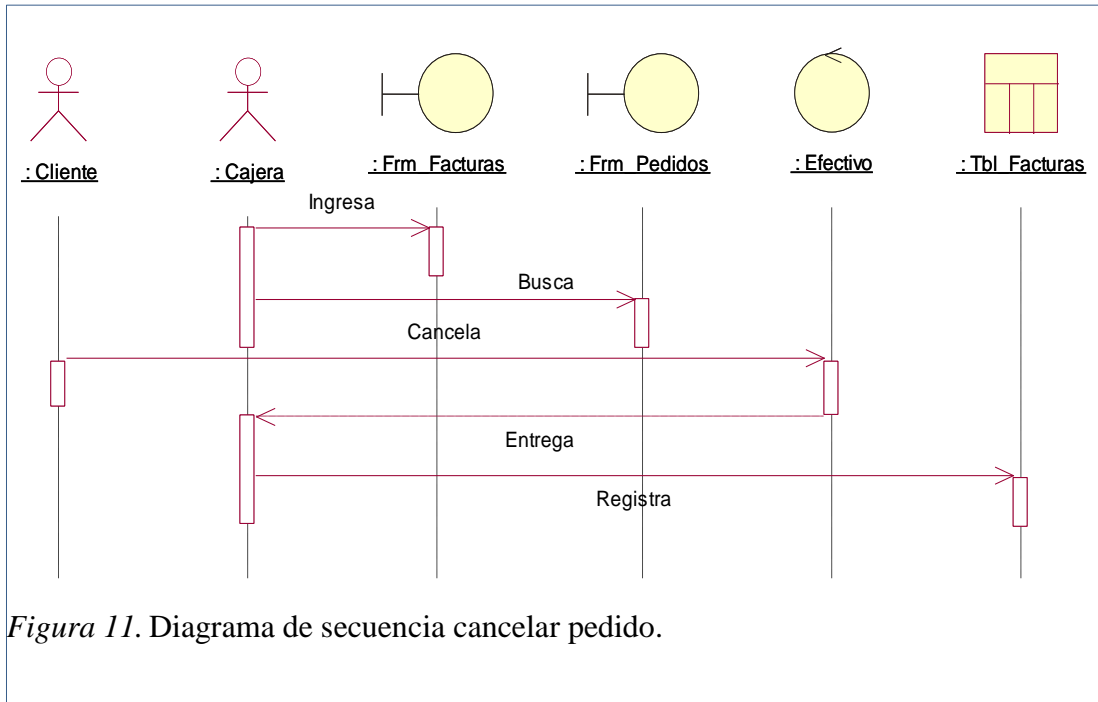 : Cliente
: Cajera
: Frm_Facturas
: Frm_Pedidos
: Efectivo
: Tbl_Facturas
Ingresa
Busca
Cancela
Entrega
Registra
Figura 11. Diagrama de secuencia cancelar pedido.